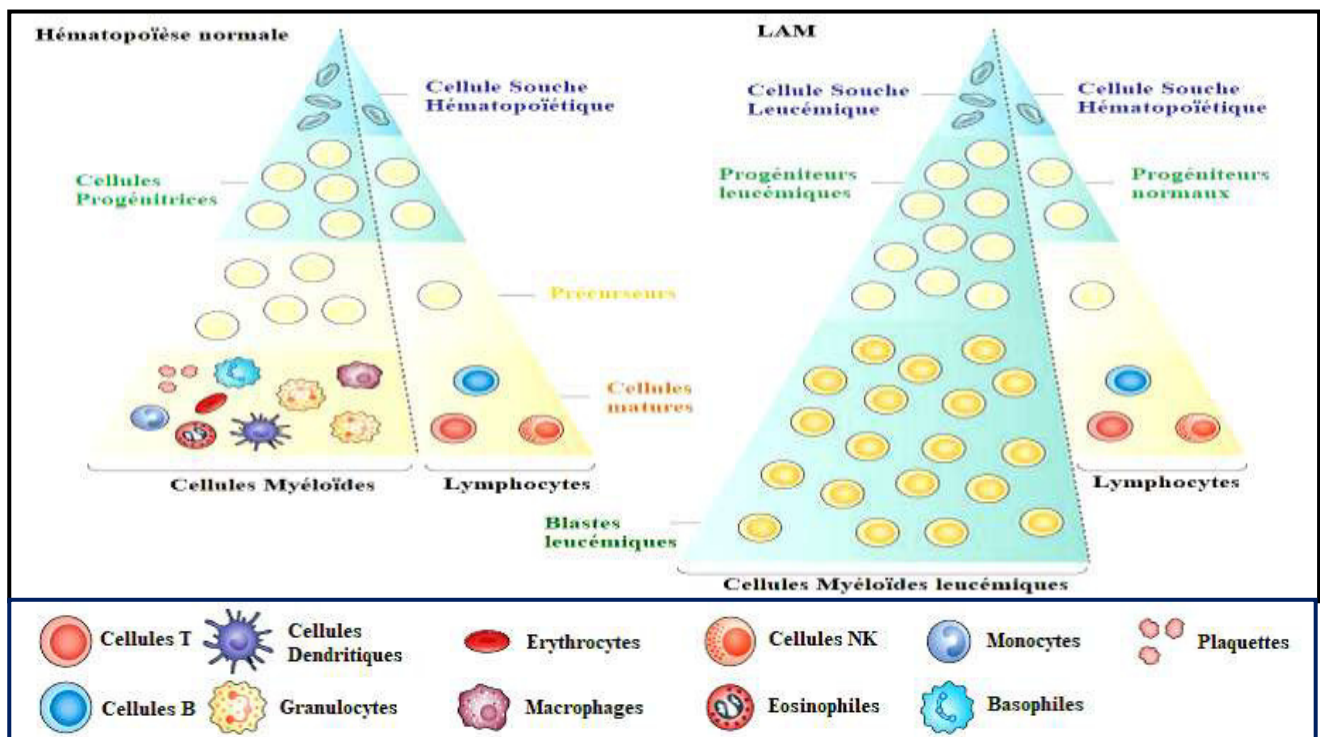 Hématopoïèse normale
Cellule Souche
Hématopoïétique
Cellules
Progénitrices
Précurseurs
Cellules
matures
Cellules Myéloïdes
Lymphocytes
LAM
Cellule Souche
Leucémique
Cellule Souche
Hématopoïétique
Progéniteurs
leucémiques
Progéniteurs
normaux
Blastes
leucémiques
Lymphocytes
Cellules Myéloïdes leucémiques
Cellules T
Cellules
Dendritiques
Erythrocytes
Cellules NK
Monocytes
Plaquettes
Cellules B
Granulocytes
Macrophages
Eosinophiles
Basophiles